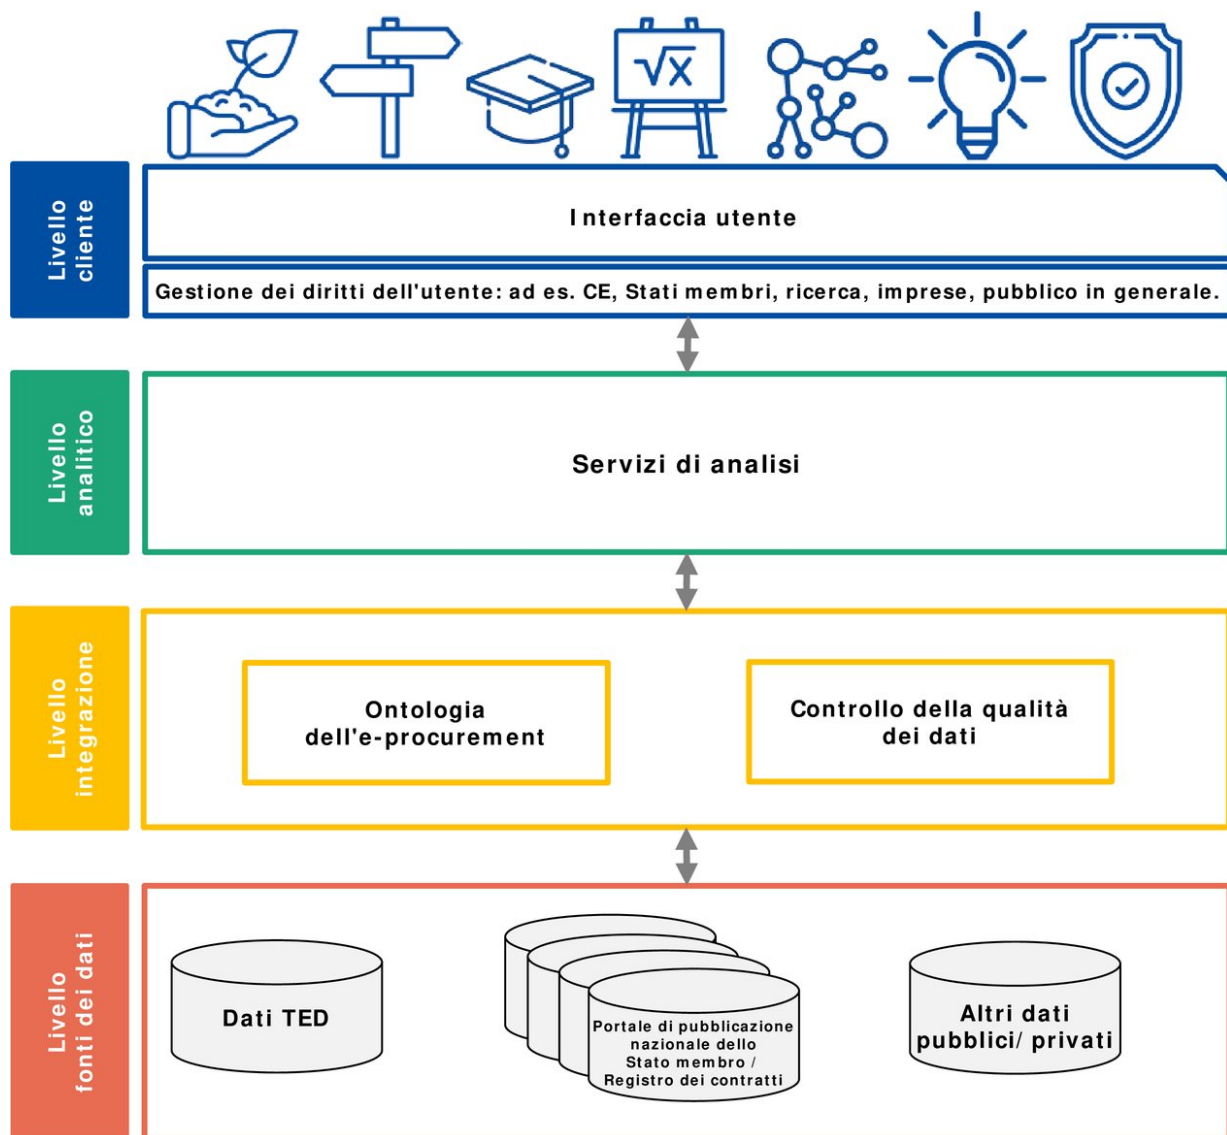 √x
Livello
cliente
Interfaccia utente
Gestione dei diritti dell'utente: ad es. CE, Stati membri, ricerca, imprese, pubblico in generale.
Livello
analitico
Servizi di analisi
Livello
integrazione
Ontologia
dell'e-procurement
Controllo della qualità
dei dati
Livello
fonti dei dati
Dati TED
Portale di pubblicazione
nazionale dello
Stato membro /
Registro dei contratti
Altri dati
pubblici/ privati